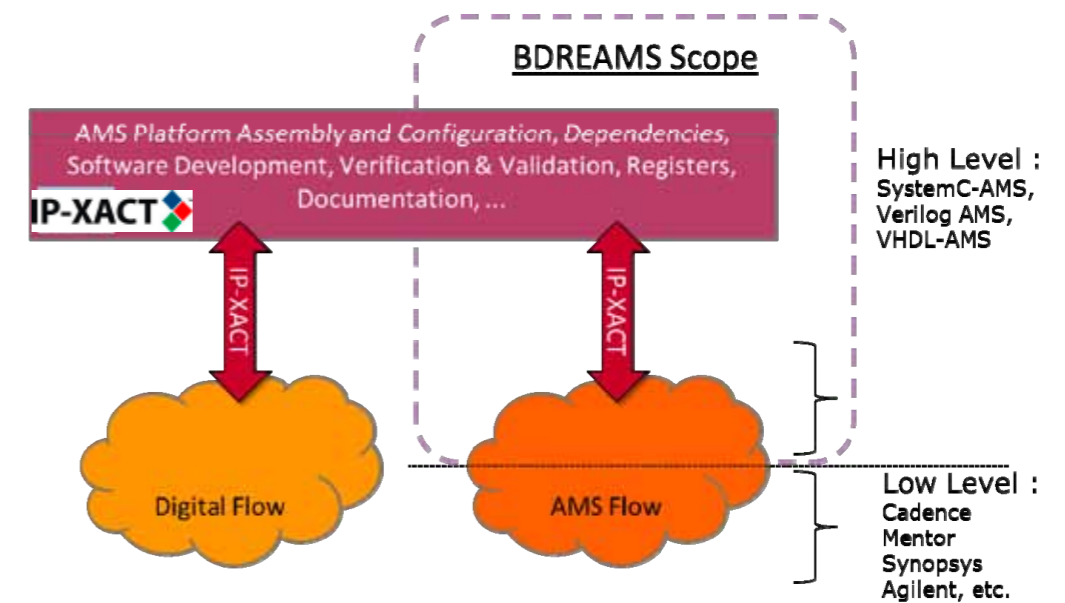 BDREAMS Scope
AMS Platform Assembly and Configuration, Dependencies,
Software Development, Verification & Validation, Registers,
Documentation, ...
IP-XACT
High Level :
SystemC-AMS,
Verilog AMS,
VHDL-AMS
IP-XACT
IP-XACT
Digital Flow
AMS Flow
Low Level :
Cadence
Mentor
Synopsys
Agilent, etc.